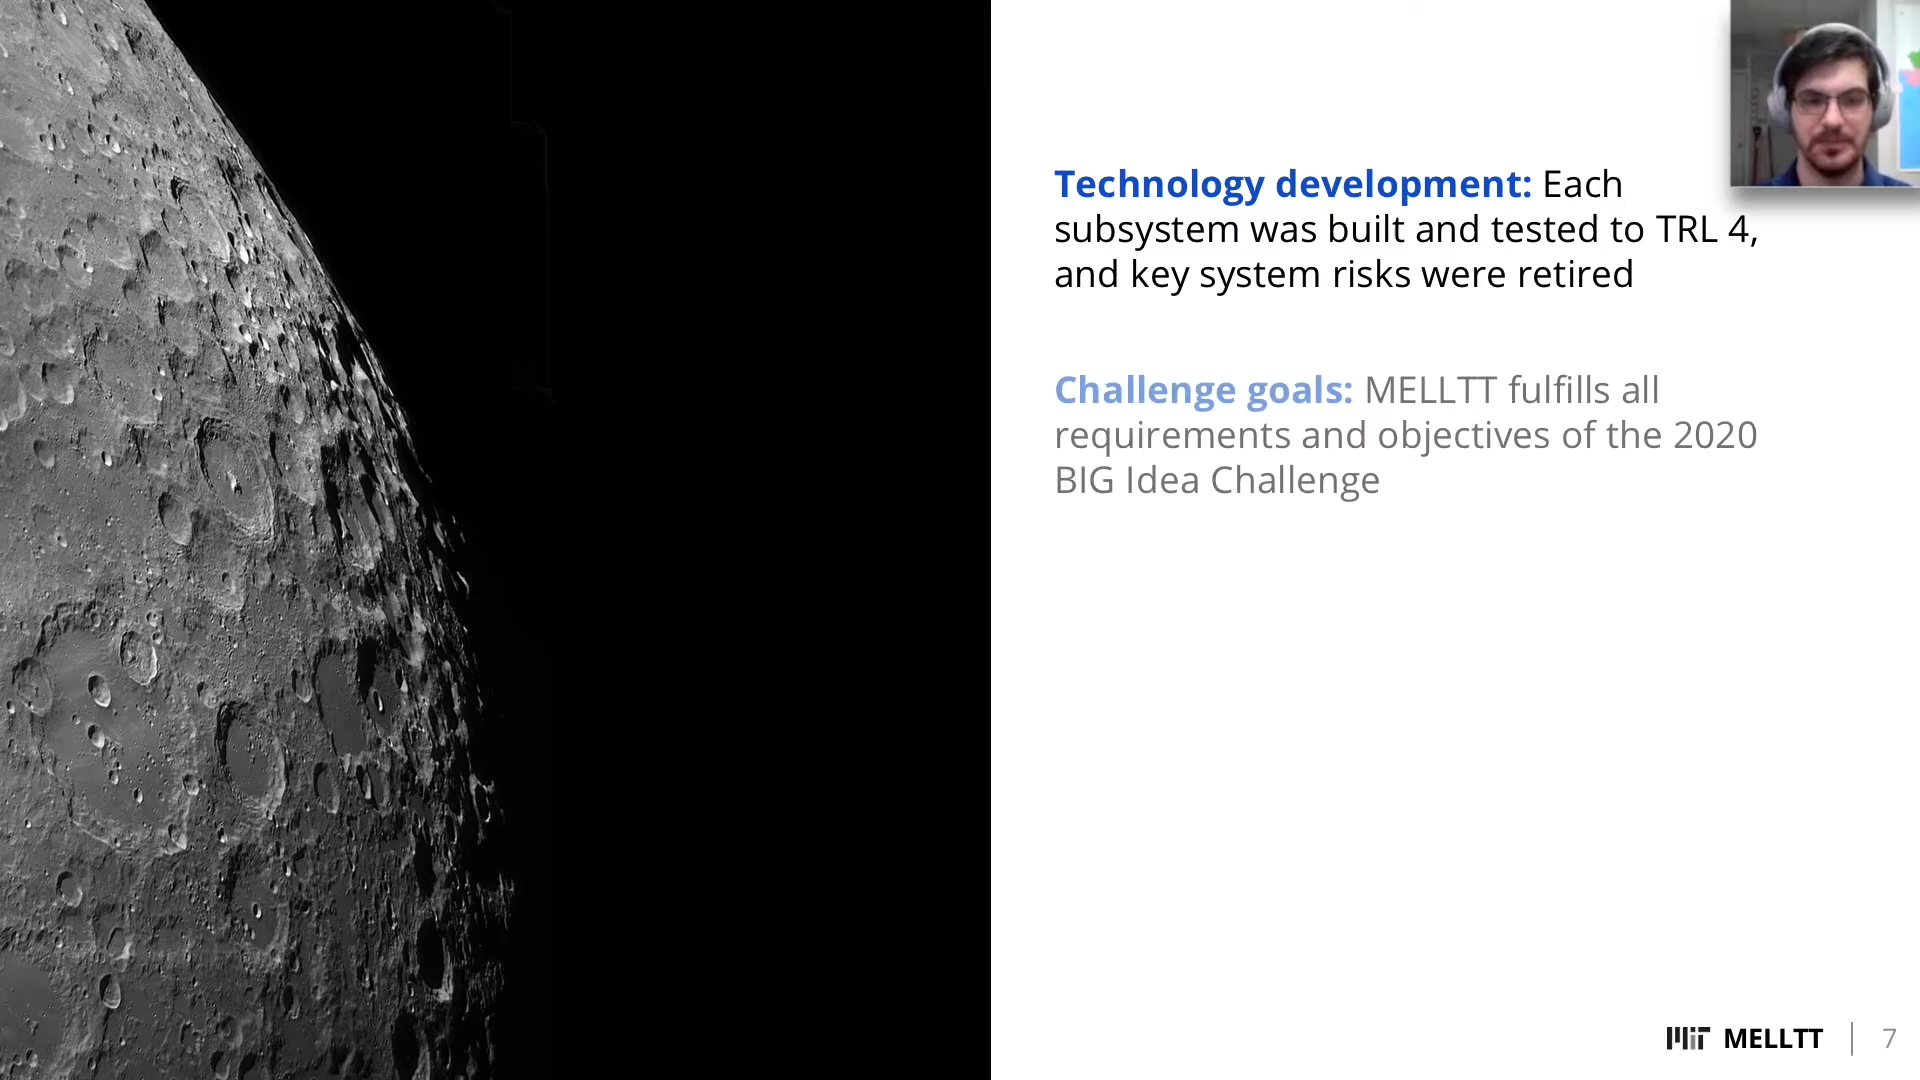 Technology development: Each
subsystem was built and tested to TRL 4,
and key system risks were retired
Challenge goals: MELLTT fulfills all
requirements and objectives of the 2020
BIG Idea Challenge
MIT MELLTT 7